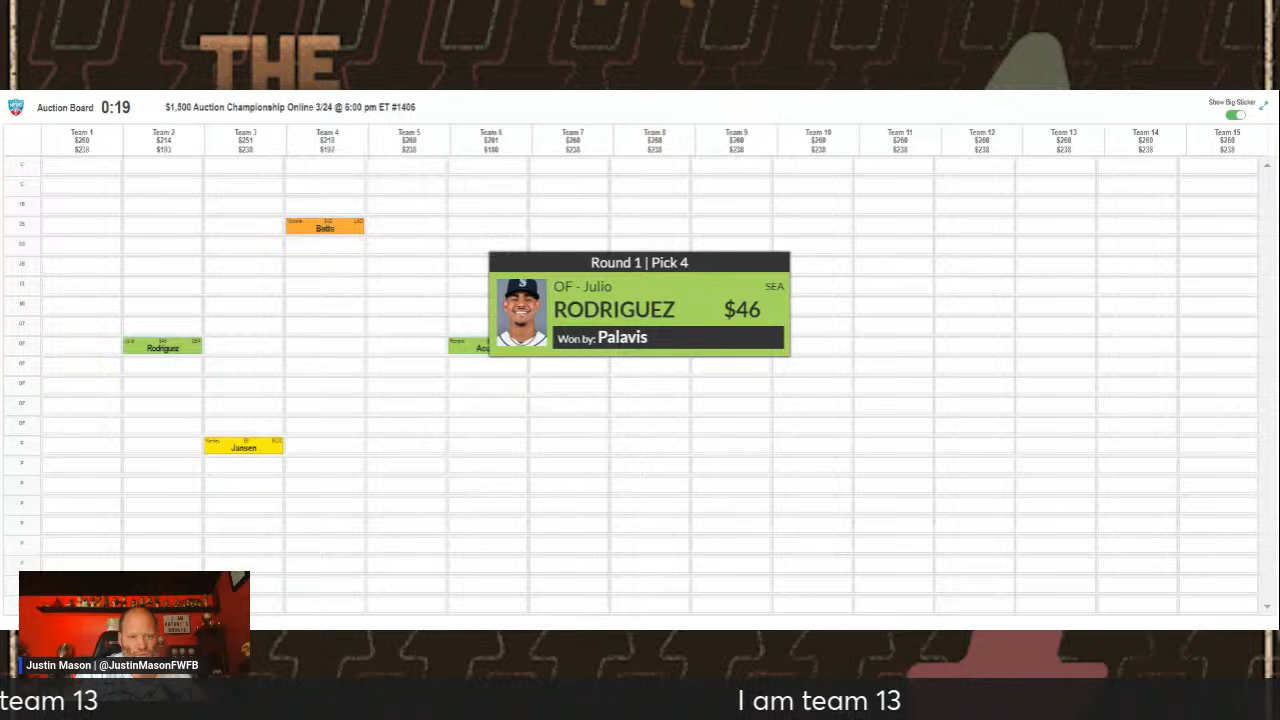 THE
Auction Board 0:19 $1,500 Auction Championship Online 3/24 @ 6:00 pm ET #1406 Show Big Sticker
Team 1 Team 2 Team 3 Team 4 Team 5 Team 6 Team 7 Team 8 Team 9 Team 10 Team 11 Team 12 Team 13 Team 14 Team 15
$260 $214 $251 $218 $260 $201 $260 $260 $260 $260 $260 $260 $260 $260 $260
$238 $193 $230 $197 $238 $180 $238 $238 $238 $238 $238 $238 $238 $238 $238
C
C
1B
2B
Betts
SS
3B
CI
MI
UT
OF
Rodriguez
OF
OF
OF
OF
P
Jansen
P
P
P
P
P
P
Round 1 | Pick 4
OF - Julio SEA
RODRIGUEZ $46
Won by: Palavis
Justin Mason | @JustinMasonFWFB
team 13 I am team 13